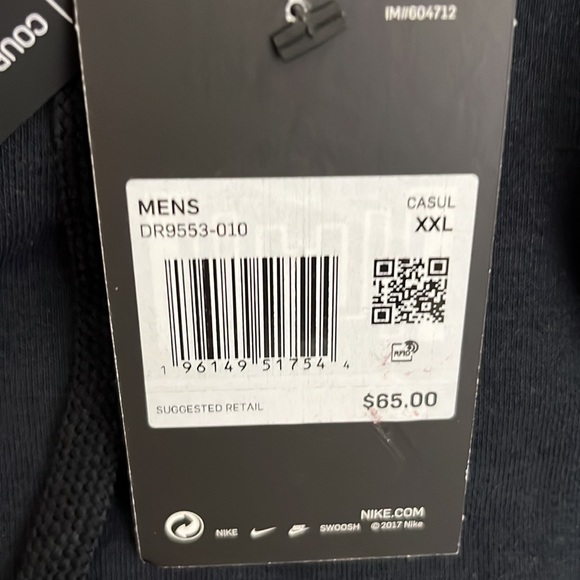 COU
IM#604712
MENS
CASUL
DR9553-010
XXL
1 96149 51754 4
RFID
SUGGESTED RETAIL
$65.00
NIKE.COM
NIKE
SWOOSH
© 2017 Nike